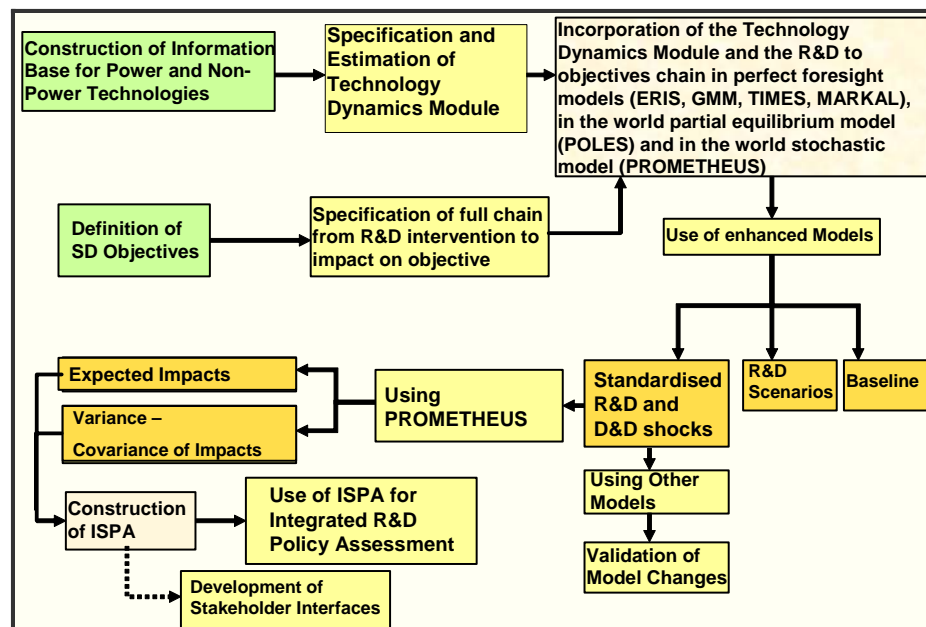 Construction of Information
Base for Power and Non-
Power Technologies
Specification and
Estimation of
Technology
Dynamics Module
Incorporation of the Technology
Dynamics Module and the R&D to
objectives chain in perfect foresight
models (ERIS, GMM, TIMES, MARKAL),
in the world partial equilibrium model
(POLES) and in the world stochastic
model (PROMETHEUS)
Definition of
SD Objectives
Specification of full chain
from R&D intervention to
impact on objective
Use of enhanced Models
Expected Impacts
Variance –
Covariance of Impacts
Using
PROMETHEUS
Standardised
R&D and
D&D shocks
R&D
Scenarios
Baseline
Construction
of ISPA
Use of ISPA for
Integrated R&D
Policy Assessment
Using Other
Models
Validation of
Model Changes
Development of
Stakeholder Interfaces